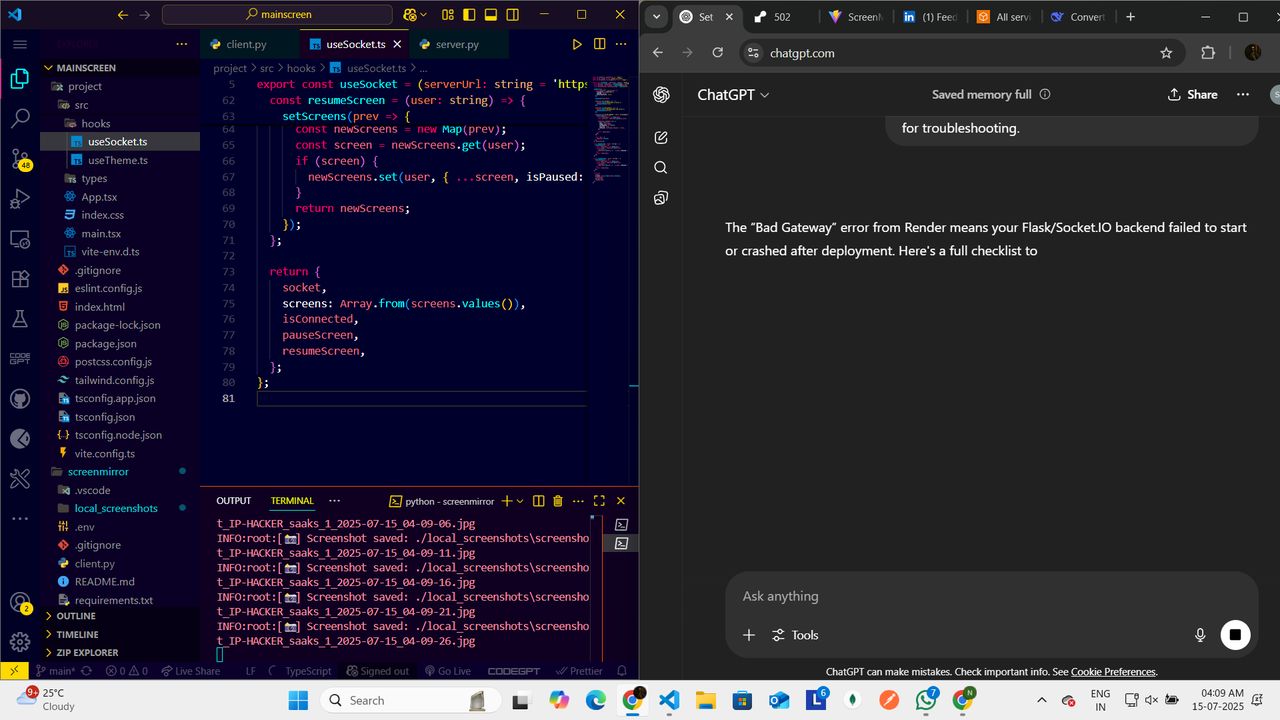 mainscreen
EXPLORER
MAINSCREEN
project
src
hooks
useSocket.ts
useTheme.ts
types
App.tsx
index.css
main.tsx
vite-env.d.ts
.gitignore
eslint.config.js
index.html
package-lock.json
package.json
postcss.config.js
tailwind.config.js
tsconfig.app.json
tsconfig.json
tsconfig.node.json
vite.config.ts
screenmirror
.vscode
local_screenshots
.env
.gitignore
client.py
README.md
requirements.txt
OUTLINE
TIMELINE
ZIP EXPLORER
48
CODE
GPT
2
client.py
useSocket.ts
server.py
project > src > hooks > useSocket.ts > ...
5 export const useSocket = (serverUrl: string = 'https
62 const resumeScreen = (user: string) => {
63 setScreens(prev => {
64 const newScreens = new Map(prev);
65 const screen = newScreens.get(user);
66 if (screen) {
67 newScreens.set(user, { ...screen, isPaused:
68 }
69 return newScreens;
70 });
71 };
72
73 return {
74 socket,
75 screens: Array.from(screens.values()),
76 isConnected,
77 pauseScreen,
78 resumeScreen,
79 };
80 };
81
OUTPUT TERMINAL python - screenmirror
t_IP-HACKER_saaks_1_2025-07-15_04-09-06.jpg
INFO:root:[📸] Screenshot saved: ./local_screenshots\screensho
t_IP-HACKER_saaks_1_2025-07-15_04-09-11.jpg
INFO:root:[📸] Screenshot saved: ./local_screenshots\screensho
t_IP-HACKER_saaks_1_2025-07-15_04-09-16.jpg
INFO:root:[📸] Screenshot saved: ./local_screenshots\screensho
t_IP-HACKER_saaks_1_2025-07-15_04-09-21.jpg
INFO:root:[📸] Screenshot saved: ./local_screenshots\screensho
t_IP-HACKER_saaks_1_2025-07-15_04-09-26.jpg
main* 0 0 Live Share LF TypeScript Signed out Go Live CODEGPT Prettier
Set 502 ScreenM (1) Feed All servi Convert
chatgpt.com
ChatGPT Saved memory full Share
for troubleshooting.
The “Bad Gateway” error from Render means your Flask/Socket.IO backend failed to start
or crashed after deployment. Here's a full checklist to
Ask anything
Tools
ChatGPT can make mistakes. Check important info. See Cookie Preferences.
9+
25°C
Cloudy
Search
6
7
N
ENG
IN
04:09 AM
15-07-2025